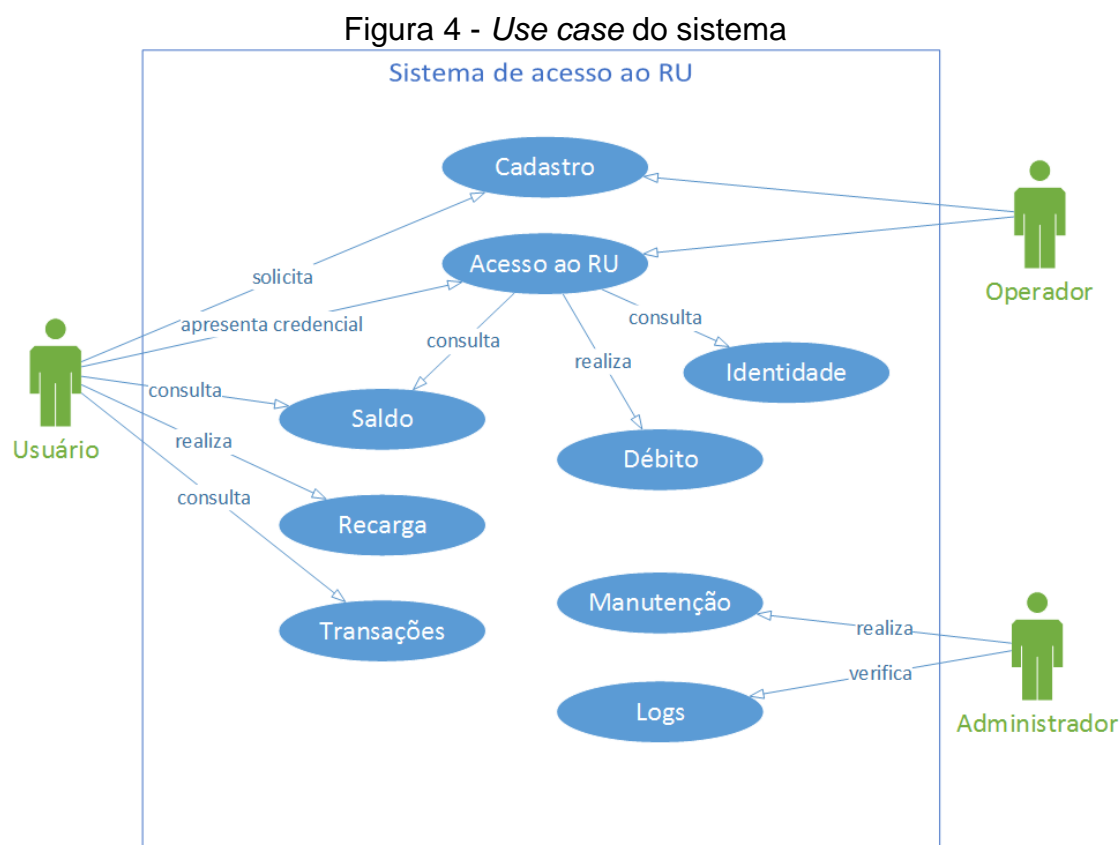 Figura 4 - Use case do sistema
Sistema de acesso ao RU
Cadastro
Acesso ao RU
Operador
solicita
apresenta credencial
consulta
consulta
realiza
Identidade
consulta
Saldo
Usuário
realiza
Débito
consulta
Recarga
Manutenção
Transações
realiza
verifica
Logs
Administrador